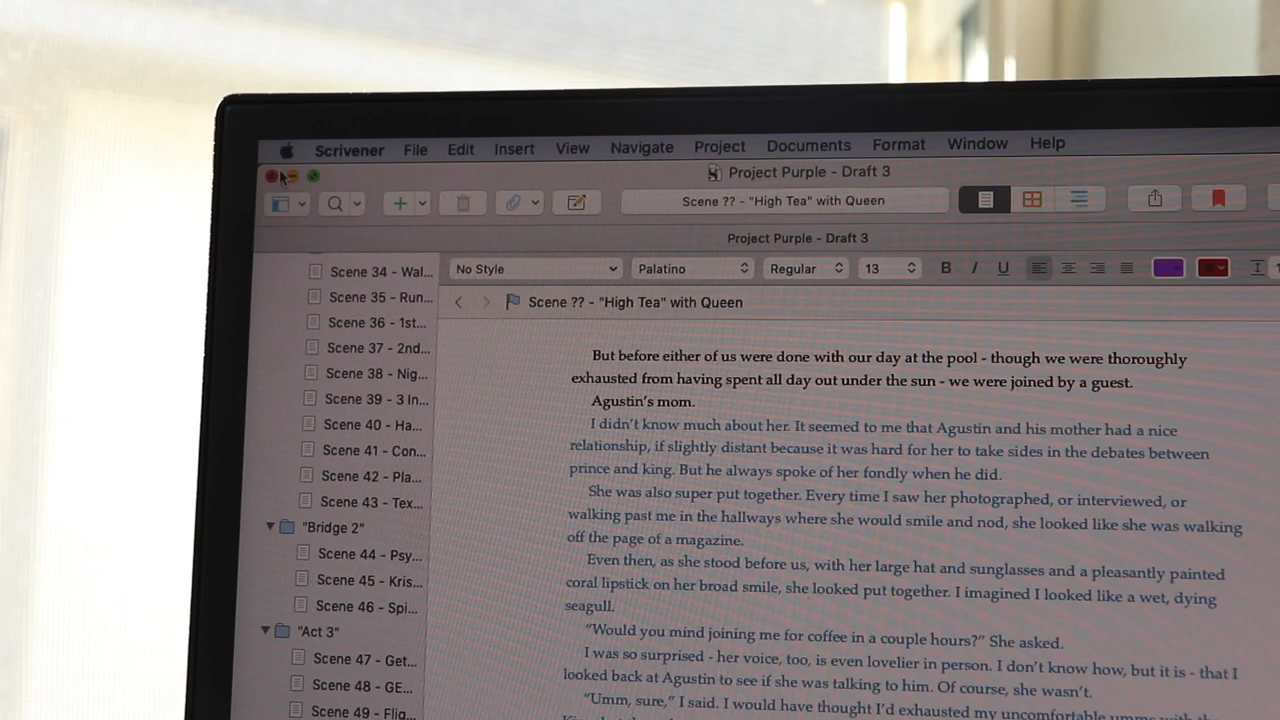 Scrivener File Edit Insert View Navigate Project Documents Format Window Help
Project Purple - Draft 3
Scene ?? - "High Tea" with Queen
Project Purple - Draft 3
No Style Palatino Regular 13 B I U
Scene ?? - "High Tea" with Queen
Scene 34 - Wal...
Scene 35 - Run...
Scene 36 - 1st...
Scene 37 - 2nd...
Scene 38 - Nig...
Scene 39 - 3 In...
Scene 40 - Ha...
Scene 41 - Con...
Scene 42 - Pla...
Scene 43 - Tex...
"Bridge 2"
Scene 44 - Psy...
Scene 45 - Kris...
Scene 46 - Spi...
"Act 3"
Scene 47 - Get...
Scene 48 - GE...
Scene 49 - Flig...
But before either of us were done with our day at the pool - though we were thoroughly
exhausted from having spent all day out under the sun - we were joined by a guest.
Agustin's mom.
I didn't know much about her. It seemed to me that Agustin and his mother had a nice
relationship, if slightly distant because it was hard for her to take sides in the debates between
prince and king. But he always spoke of her fondly when he did.
She was also super put together. Every time I saw her photographed, or interviewed, or
walking past me in the hallways where she would smile and nod, she looked like she was walking
off the page of a magazine.
Even then, as she stood before us, with her large hat and sunglasses and a pleasantly painted
coral lipstick on her broad smile, she looked put together. I imagined I looked like a wet, dying
seagull.
"Would you mind joining me for coffee in a couple hours?" She asked.
I was so surprised - her voice, too, is even lovelier in person. I don't know how, but it is - that I
looked back at Agustin to see if she was talking to him. Of course, she wasn't.
"Umm, sure," I said. I would have thought I'd exhausted my uncomfortable umms with the